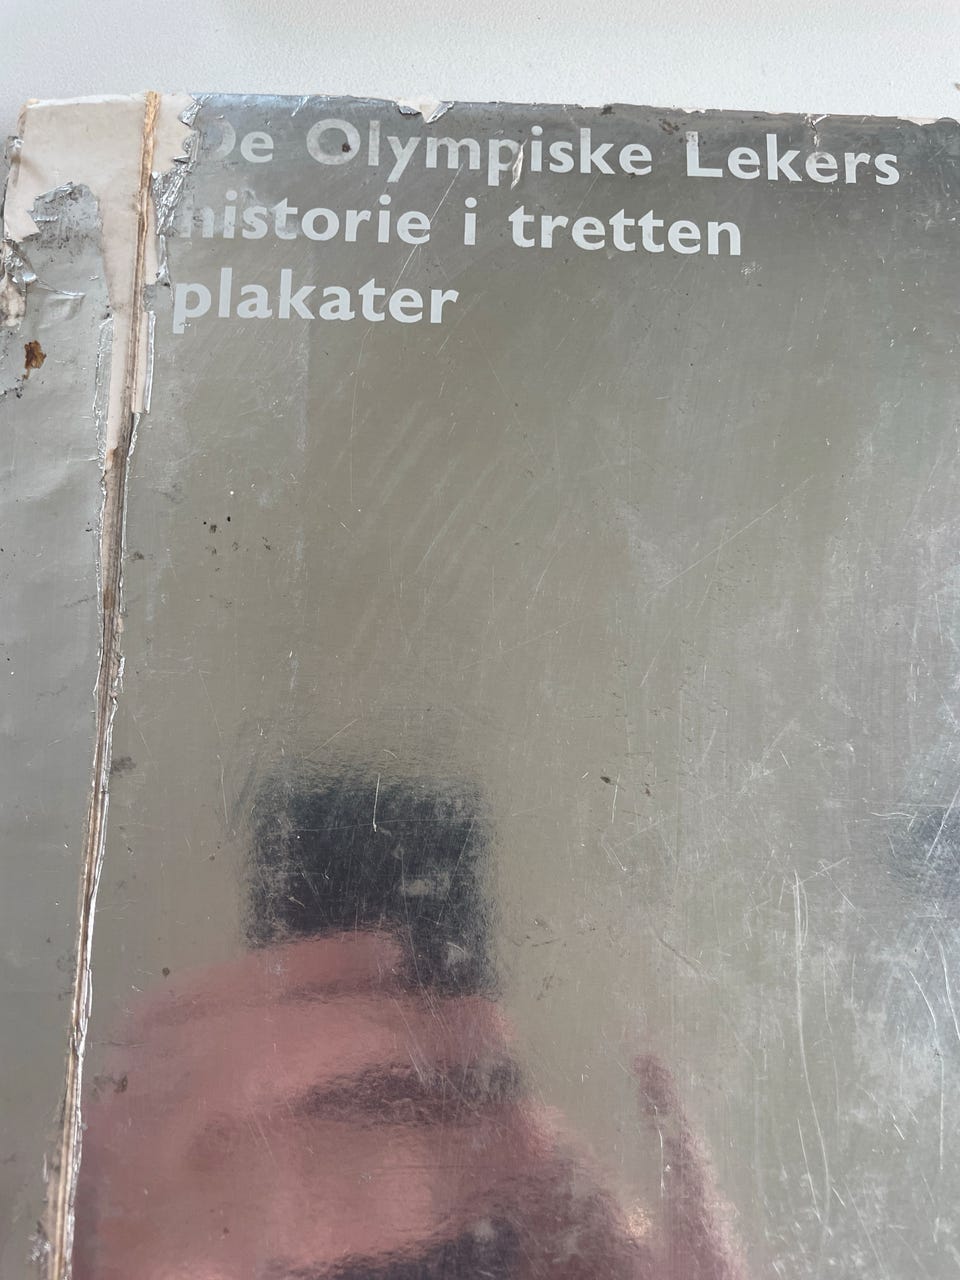 De Olympiske Lekers
historie i tretten
plakater